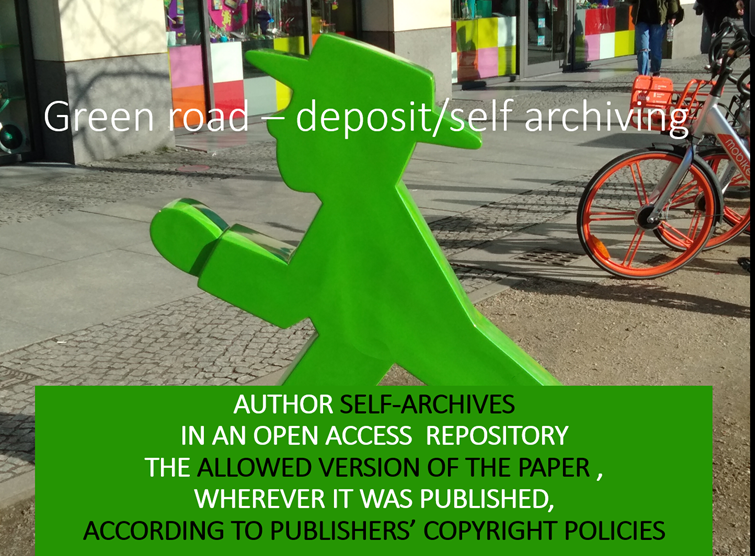 Green road – deposit/self archiving
mobike
AUTHOR SELF-ARCHIVES
IN AN OPEN ACCESS REPOSITORY
THE ALLOWED VERSION OF THE PAPER ,
WHEREVER IT WAS PUBLISHED,
ACCORDING TO PUBLISHERS’ COPYRIGHT POLICIES